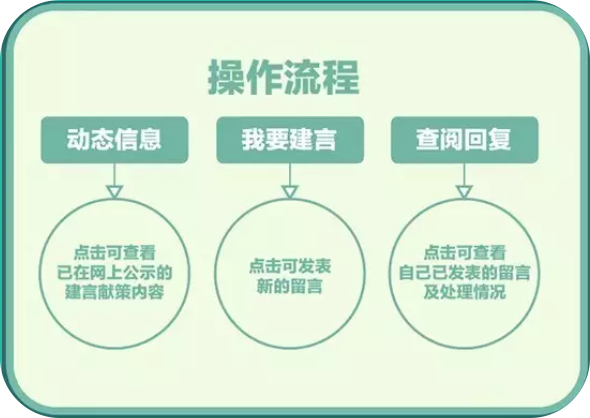 操作流程
动态信息
我要建言
查阅回复
点击可查看
已在网上公示的
建言献策内容
点击可发表
新的留言
点击可查看
自己已发表的留言
及处理情况